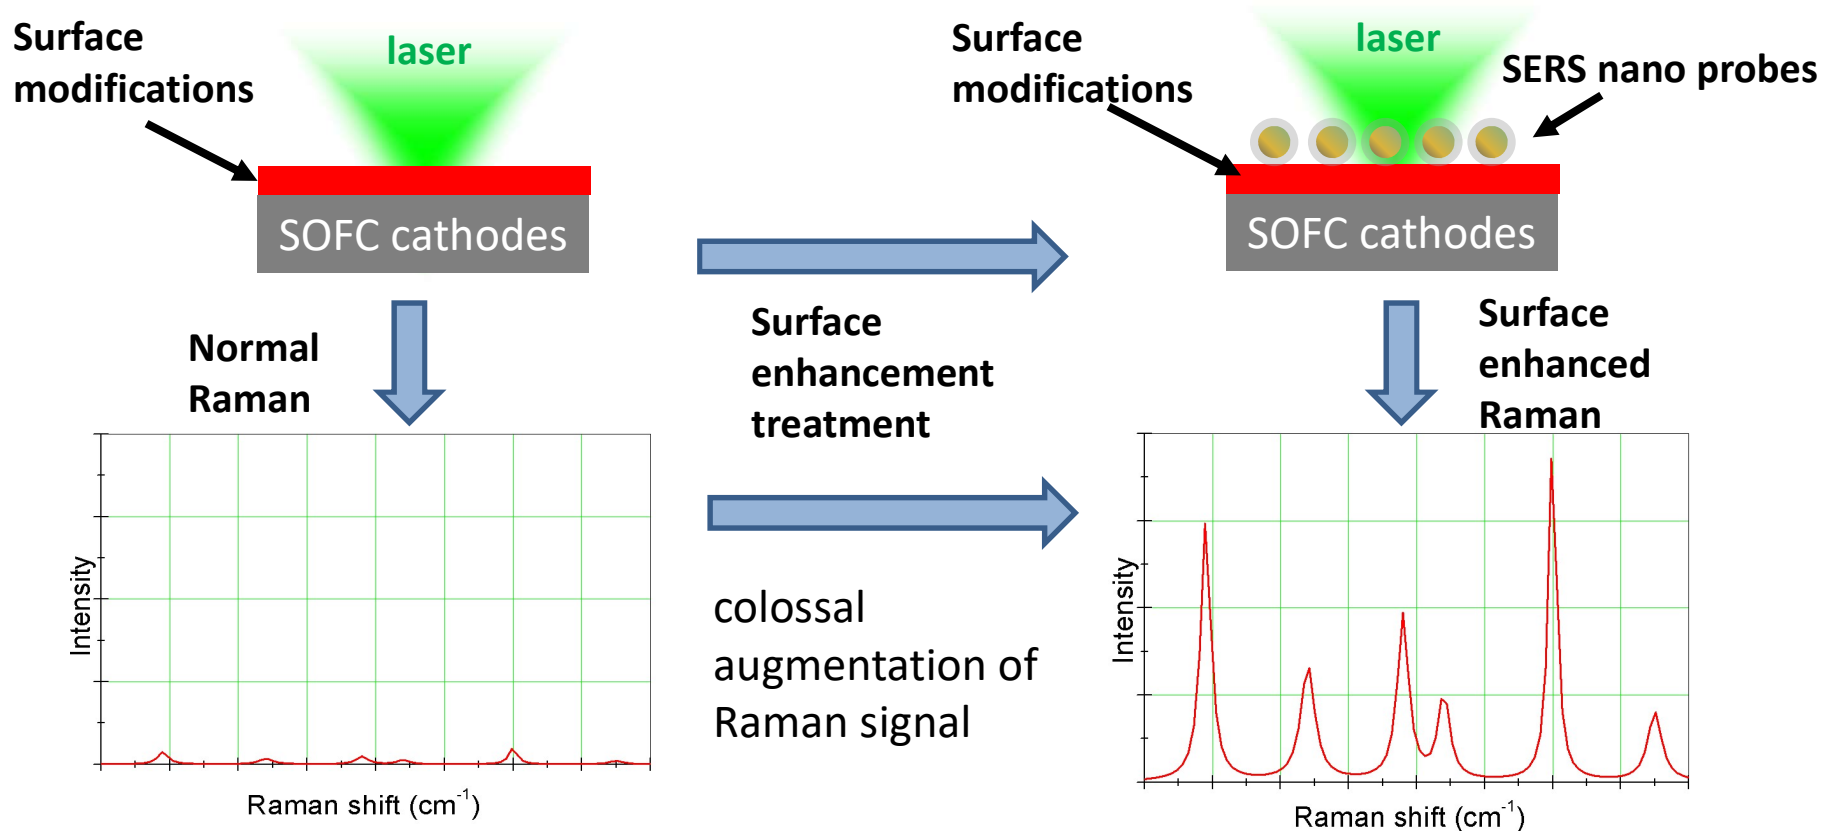 Surface
modifications
laser
SOFC cathodes
Normal
Raman
Intensity
Raman shift (cm⁻¹)
Surface
enhancement
treatment
colossal
augmentation of
Raman signal
Surface
modifications
laser
SERS nano probes
SOFC cathodes
Surface
enhanced
Raman
Intensity
Raman shift (cm⁻¹)